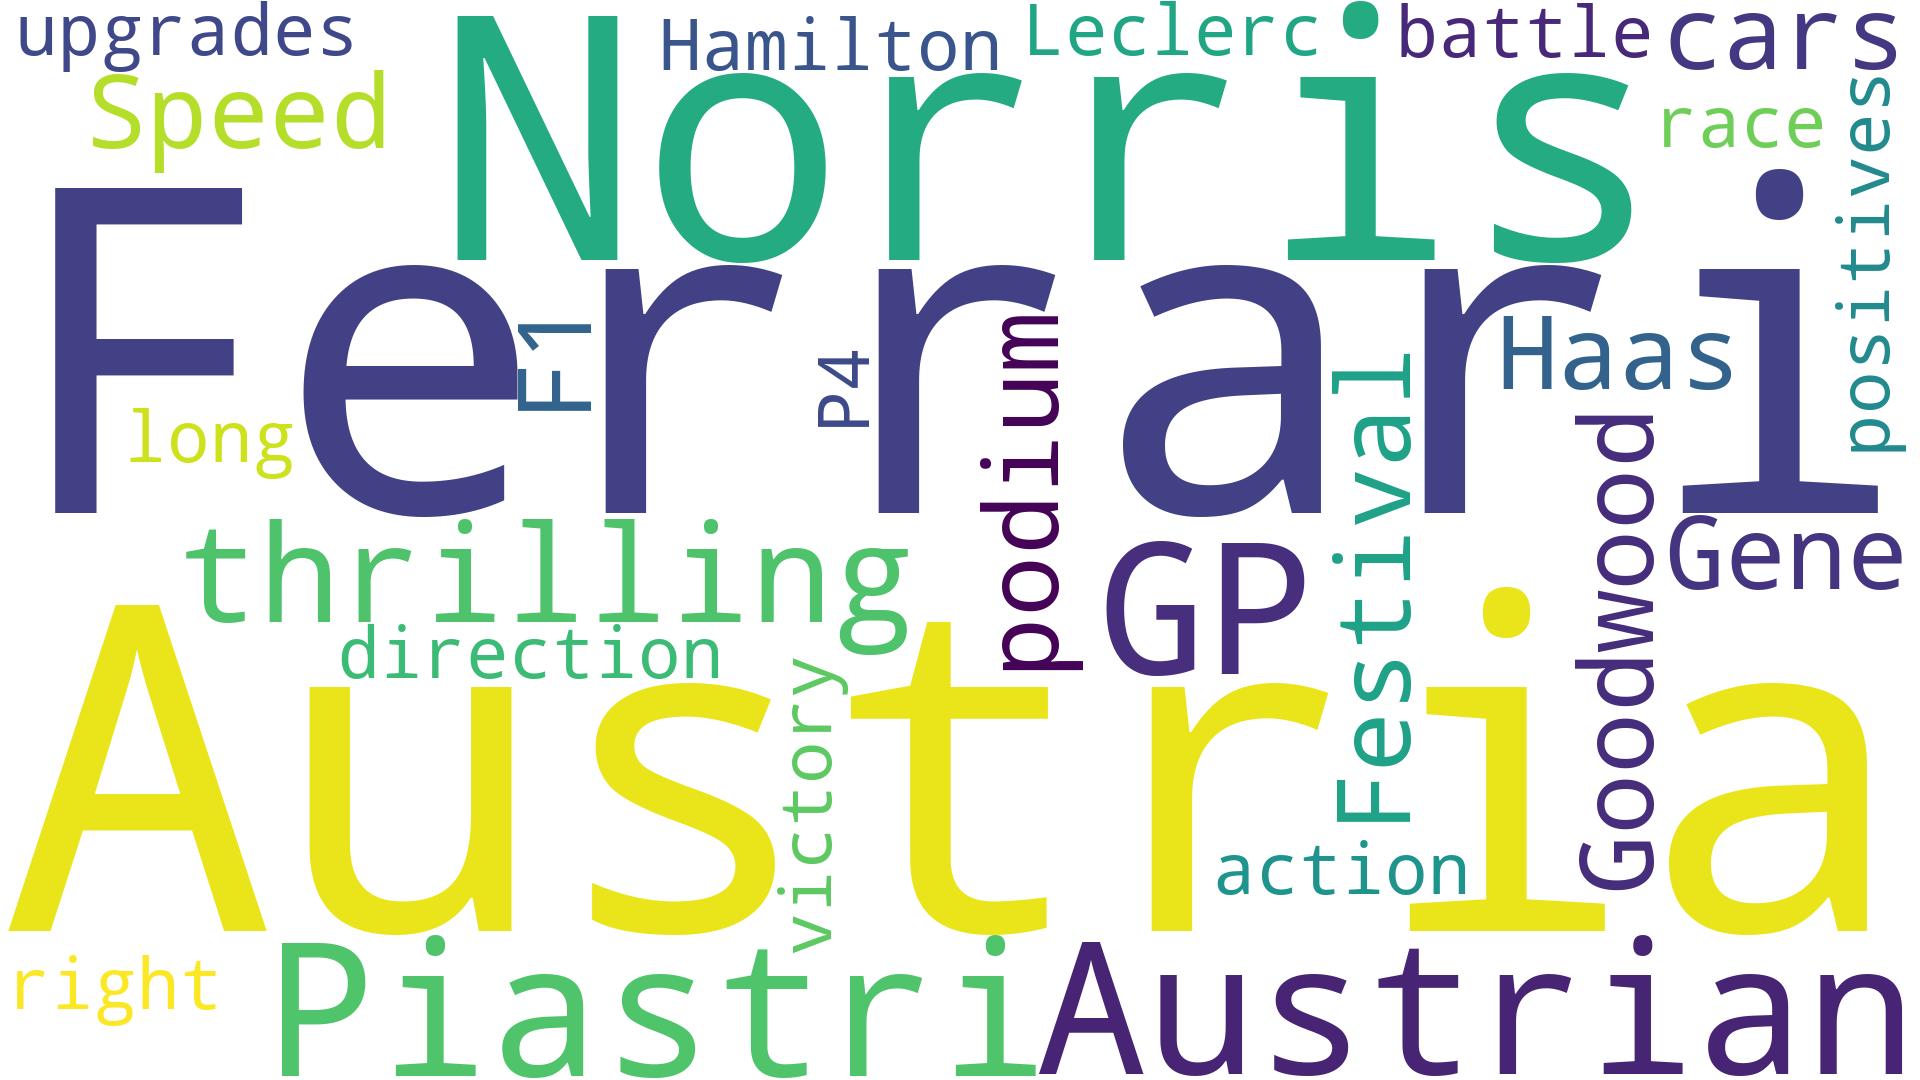 upgrades
Hamilton
Leclerc
battle
cars
Speed
Norris
race
positives
Ferrari
F1
P4
podium
Haas
long
Festival
Goodwood
thrilling
GP
Gene
direction
Austria
victory
action
right
Piastri
Austrian